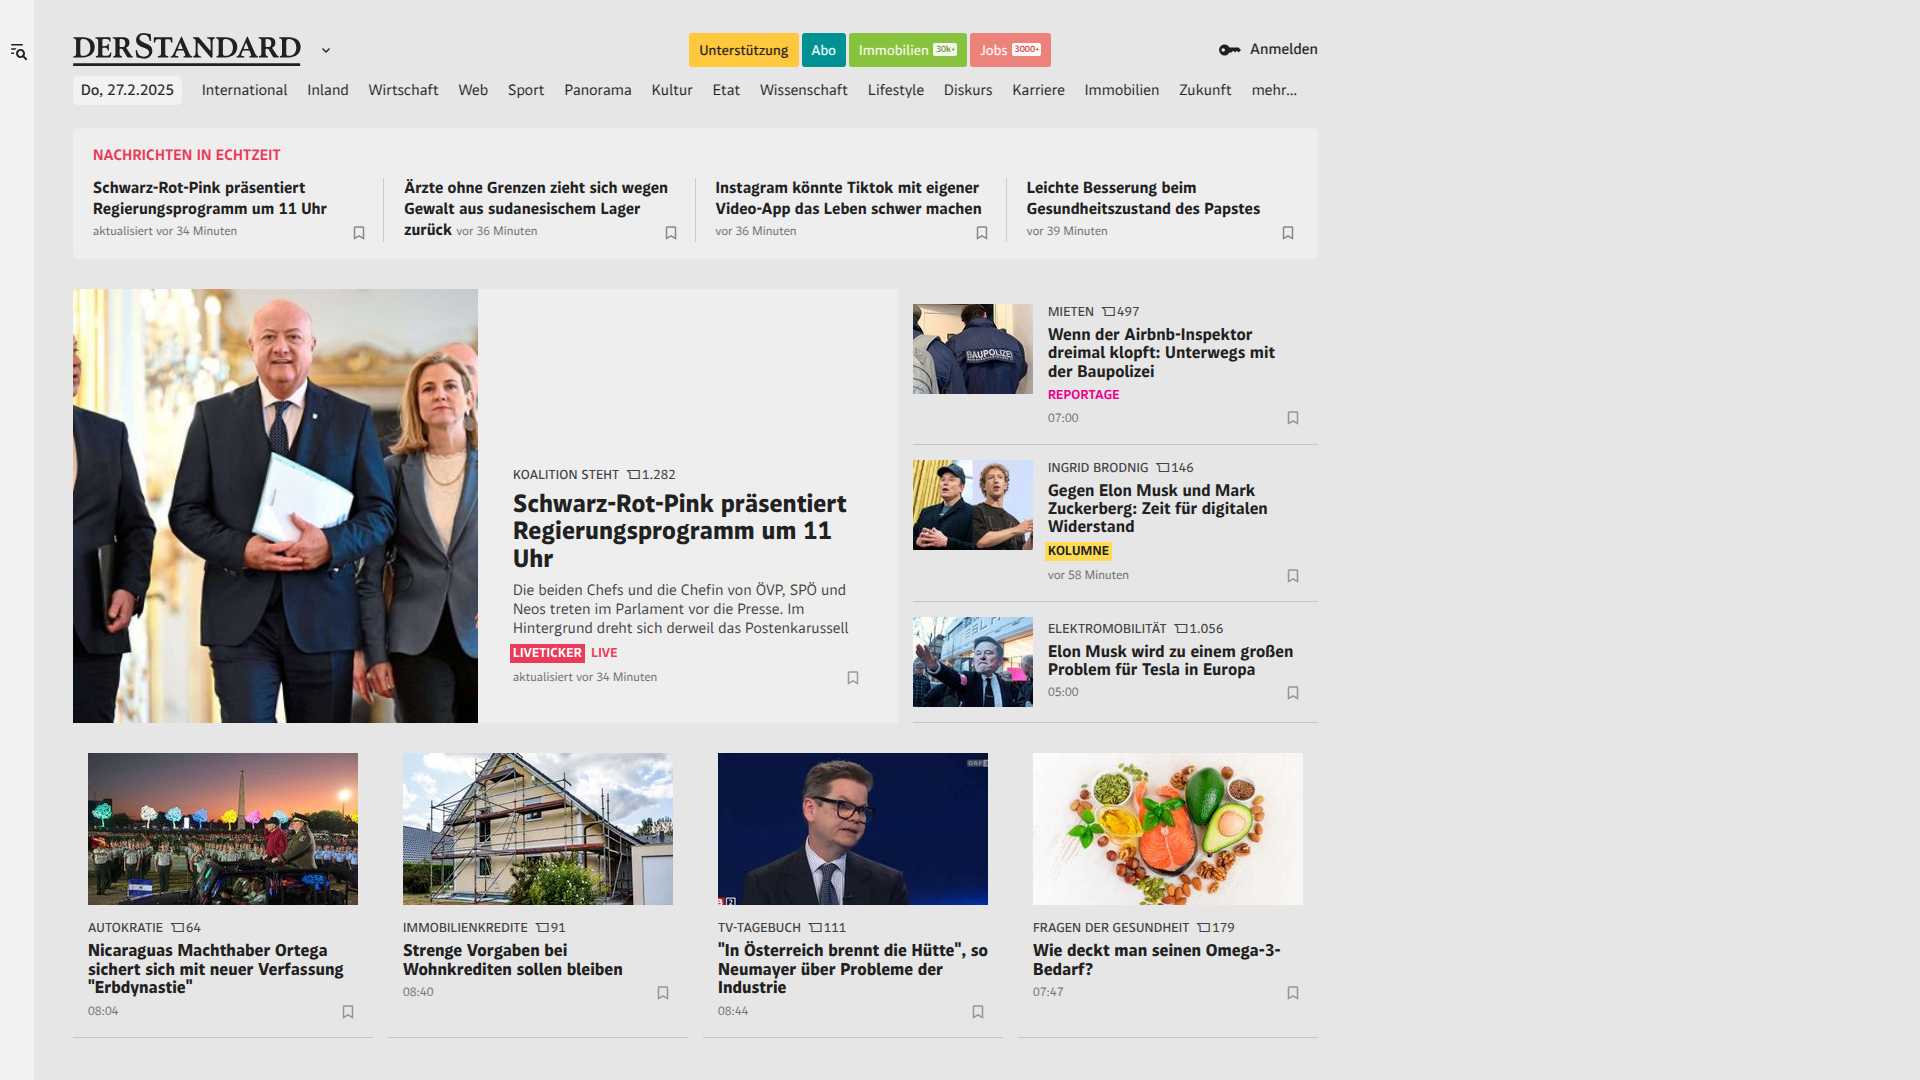 DERSTANDARD
Unterstützung
Abo
Immobilien 30k+
Jobs 3000+
Anmelden
Do, 27.2.2025
International
Inland
Wirtschaft
Web
Sport
Panorama
Kultur
Etat
Wissenschaft
Lifestyle
Diskurs
Karriere
Immobilien
Zukunft
mehr...
NACHRICHTEN IN ECHTZEIT
Schwarz-Rot-Pink präsentiert
Regierungsprogramm um 11 Uhr
aktualisiert vor 34 Minuten
Ärzte ohne Grenzen zieht sich wegen
Gewalt aus sudanesischem Lager
zurück vor 36 Minuten
Instagram könnte Tiktok mit eigener
Video-App das Leben schwer machen
vor 36 Minuten
Leichte Besserung beim
Gesundheitszustand des Papstes
vor 39 Minuten
KOALITION STEHT 1.282
Schwarz-Rot-Pink präsentiert
Regierungsprogramm um 11
Uhr
Die beiden Chefs und die Chefin von ÖVP, SPÖ und
Neos treten im Parlament vor die Presse. Im
Hintergrund dreht sich derweil das Postenkarussell
LIVETICKER LIVE
aktualisiert vor 34 Minuten
BAUPOLIZEI
MIETEN 497
Wenn der Airbnb-Inspektor
dreimal klopft: Unterwegs mit
der Baupolizei
REPORTAGE
07:00
INGRID BRODNIG 146
Gegen Elon Musk und Mark
Zuckerberg: Zeit für digitalen
Widerstand
KOLUMNE
vor 58 Minuten
ELEKTROMOBILITÄT 1.056
Elon Musk wird zu einem großen
Problem für Tesla in Europa
05:00
AUTOKRATIE 64
Nicaraguas Machthaber Ortega
sichert sich mit neuer Verfassung
"Erbdynastie"
08:04
IMMOBILIENKREDITE 91
Strenge Vorgaben bei
Wohnkrediten sollen bleiben
08:40
ORF
2
TV-TAGEBUCH 111
"In Österreich brennt die Hütte", so
Neumayer über Probleme der
Industrie
08:44
FRAGEN DER GESUNDHEIT 179
Wie deckt man seinen Omega-3-
Bedarf?
07:47